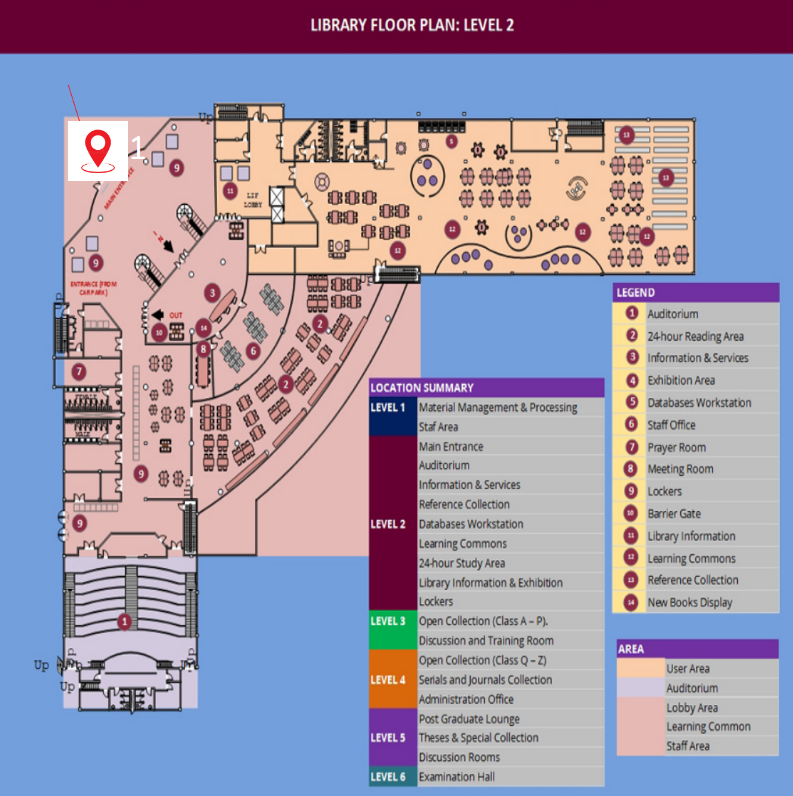 LIBRARY FLOOR PLAN: LEVEL 2
Up
1
MAIN ENTRANCE
9
11
LIF
LOBBY
5
13
13
12
12
12
12
IN
9
ENTRANCE (FROM
CAR PARK)
UP
3
OUT
10
14
8
6
2
2
7
FEMALE
MALE
9
9
1
Up
Up
LOCATION SUMMARY
LEVEL 1
Material Management & Processing
Staf Area
LEVEL 2
Main Entrance
Auditorium
Information & Services
Reference Collection
Databases Workstation
Learning Commons
24-hour Study Area
Library Information & Exhibition
Lockers
LEVEL 3
Open Collection (Class A – P).
Discussion and Training Room
LEVEL 4
Open Collection (Class Q – Z)
Serials and Journals Collection
Administration Office
LEVEL 5
Post Graduate Lounge
Theses & Special Collection
Discussion Rooms
LEVEL 6
Examination Hall
LEGEND
1 Auditorium
2 24-hour Reading Area
3 Information & Services
4 Exhibition Area
5 Databases Workstation
6 Staff Office
7 Prayer Room
8 Meeting Room
9 Lockers
10 Barrier Gate
11 Library Information
12 Learning Commons
13 Reference Collection
14 New Books Display
AREA
User Area
Auditorium
Lobby Area
Learning Common
Staff Area